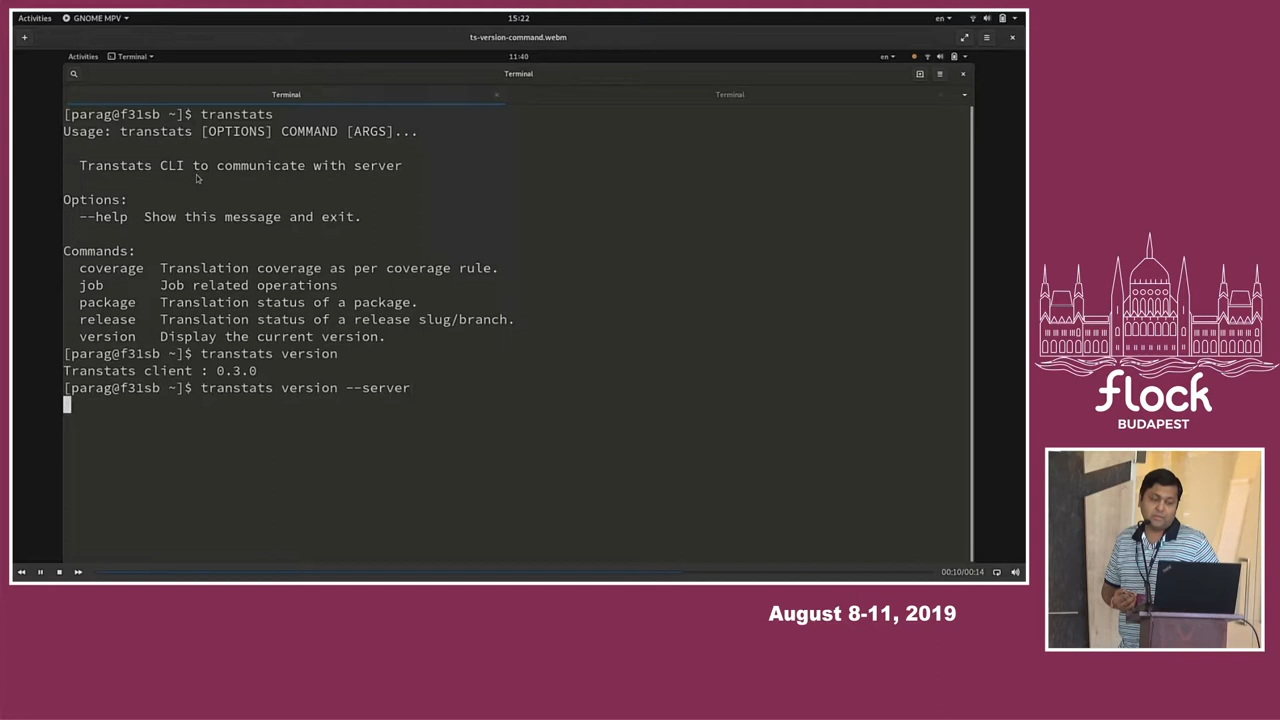 Activities GNOME MPV 15:22 en
ts-version-command.webm
Activities Terminal 11:40 en
Terminal
Terminal Terminal
[parag@f31sb ~]$ transtats
Usage: transtats [OPTIONS] COMMAND [ARGS]...
Transtats CLI to communicate with server
Options:
--help Show this message and exit.
Commands:
coverage Translation coverage as per coverage rule.
job Job related operations
package Translation status of a package.
release Translation status of a release slug/branch.
version Display the current version.
[parag@f31sb ~]$ transtats version
Transtats client : 0.3.0
[parag@f31sb ~]$ transtats version --server
00:10/00:14
flock
BUDAPEST
August 8-11, 2019